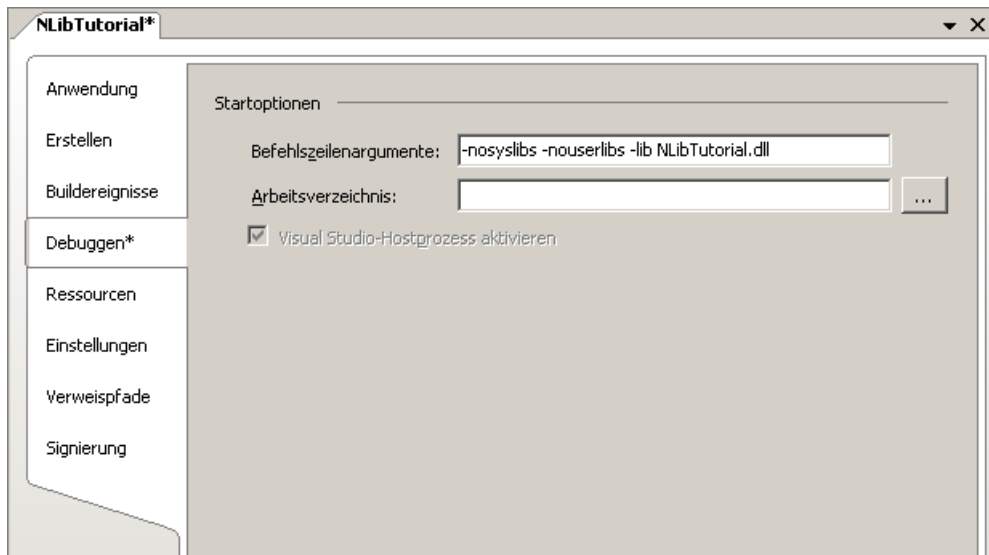 NLibTutorial*
Anwendung
Erstellen
Buildereignisse
Debuggen*
Ressourcen
Einstellungen
Verweispfade
Signierung
Startoptionen
Befehlszeilenargumente: -nosyslibs -nouserlibs -lib NLibTutorial.dll
Arbeitsverzeichnis: ...
Visual Studio-Hostprozess aktivieren